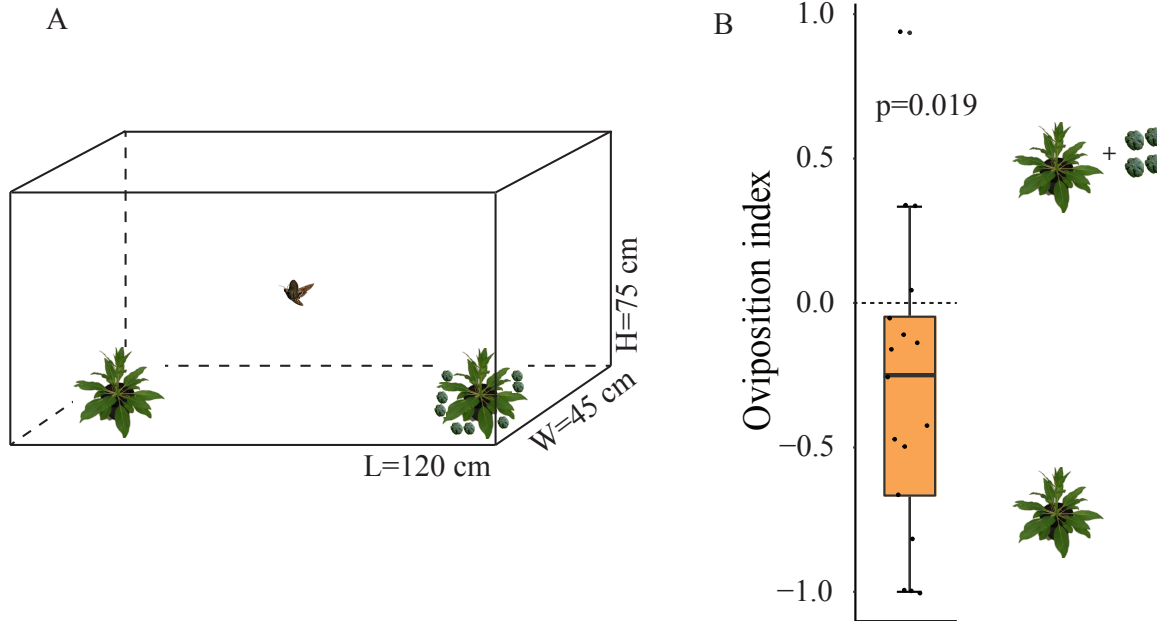 A
H=75 cm
W=45 cm
L=120 cm
B
Oviposition index
1.0
0.5
0.0
−0.5
−1.0
p=0.019
+